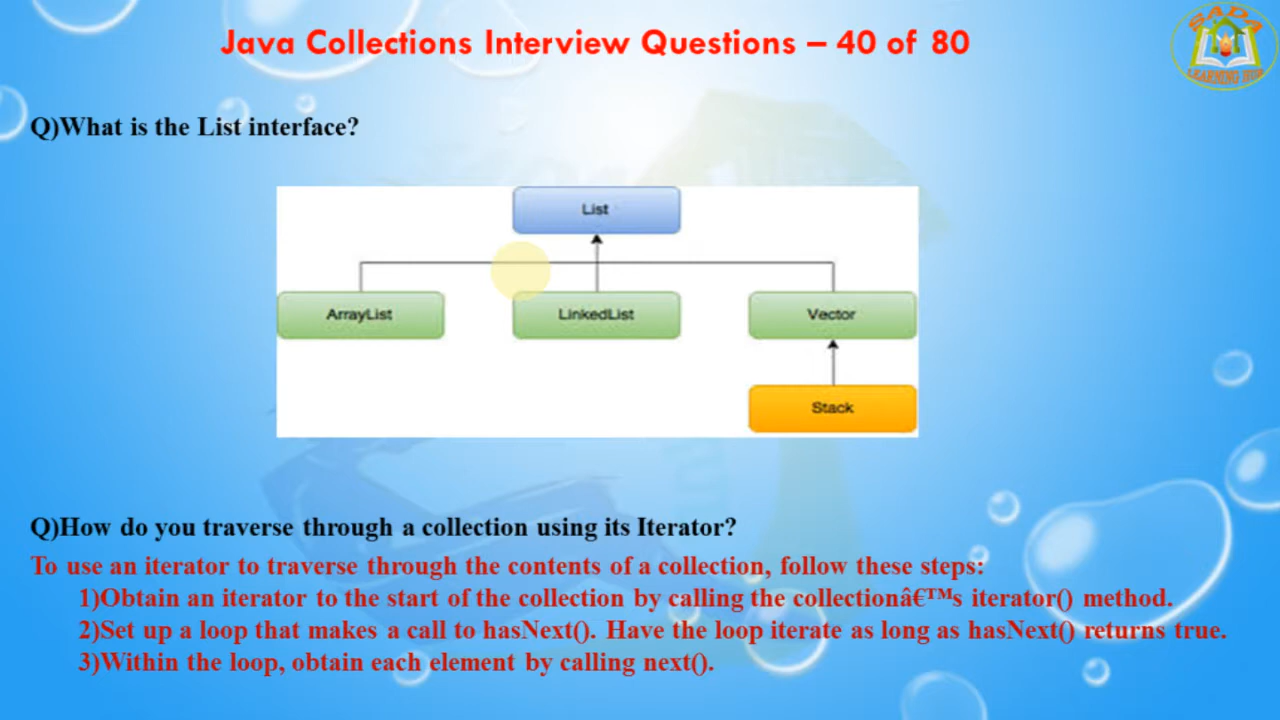 Java Collections Interview Questions – 40 of 80
SADA
LEARNING HUB
Q)What is the List interface?
List
ArrayList
LinkedList
Vector
Stack
Q)How do you traverse through a collection using its Iterator?
To use an iterator to traverse through the contents of a collection, follow these steps:
1)Obtain an iterator to the start of the collection by calling the collectionâ€™s iterator() method.
2)Set up a loop that makes a call to hasNext(). Have the loop iterate as long as hasNext() returns true.
3)Within the loop, obtain each element by calling next().